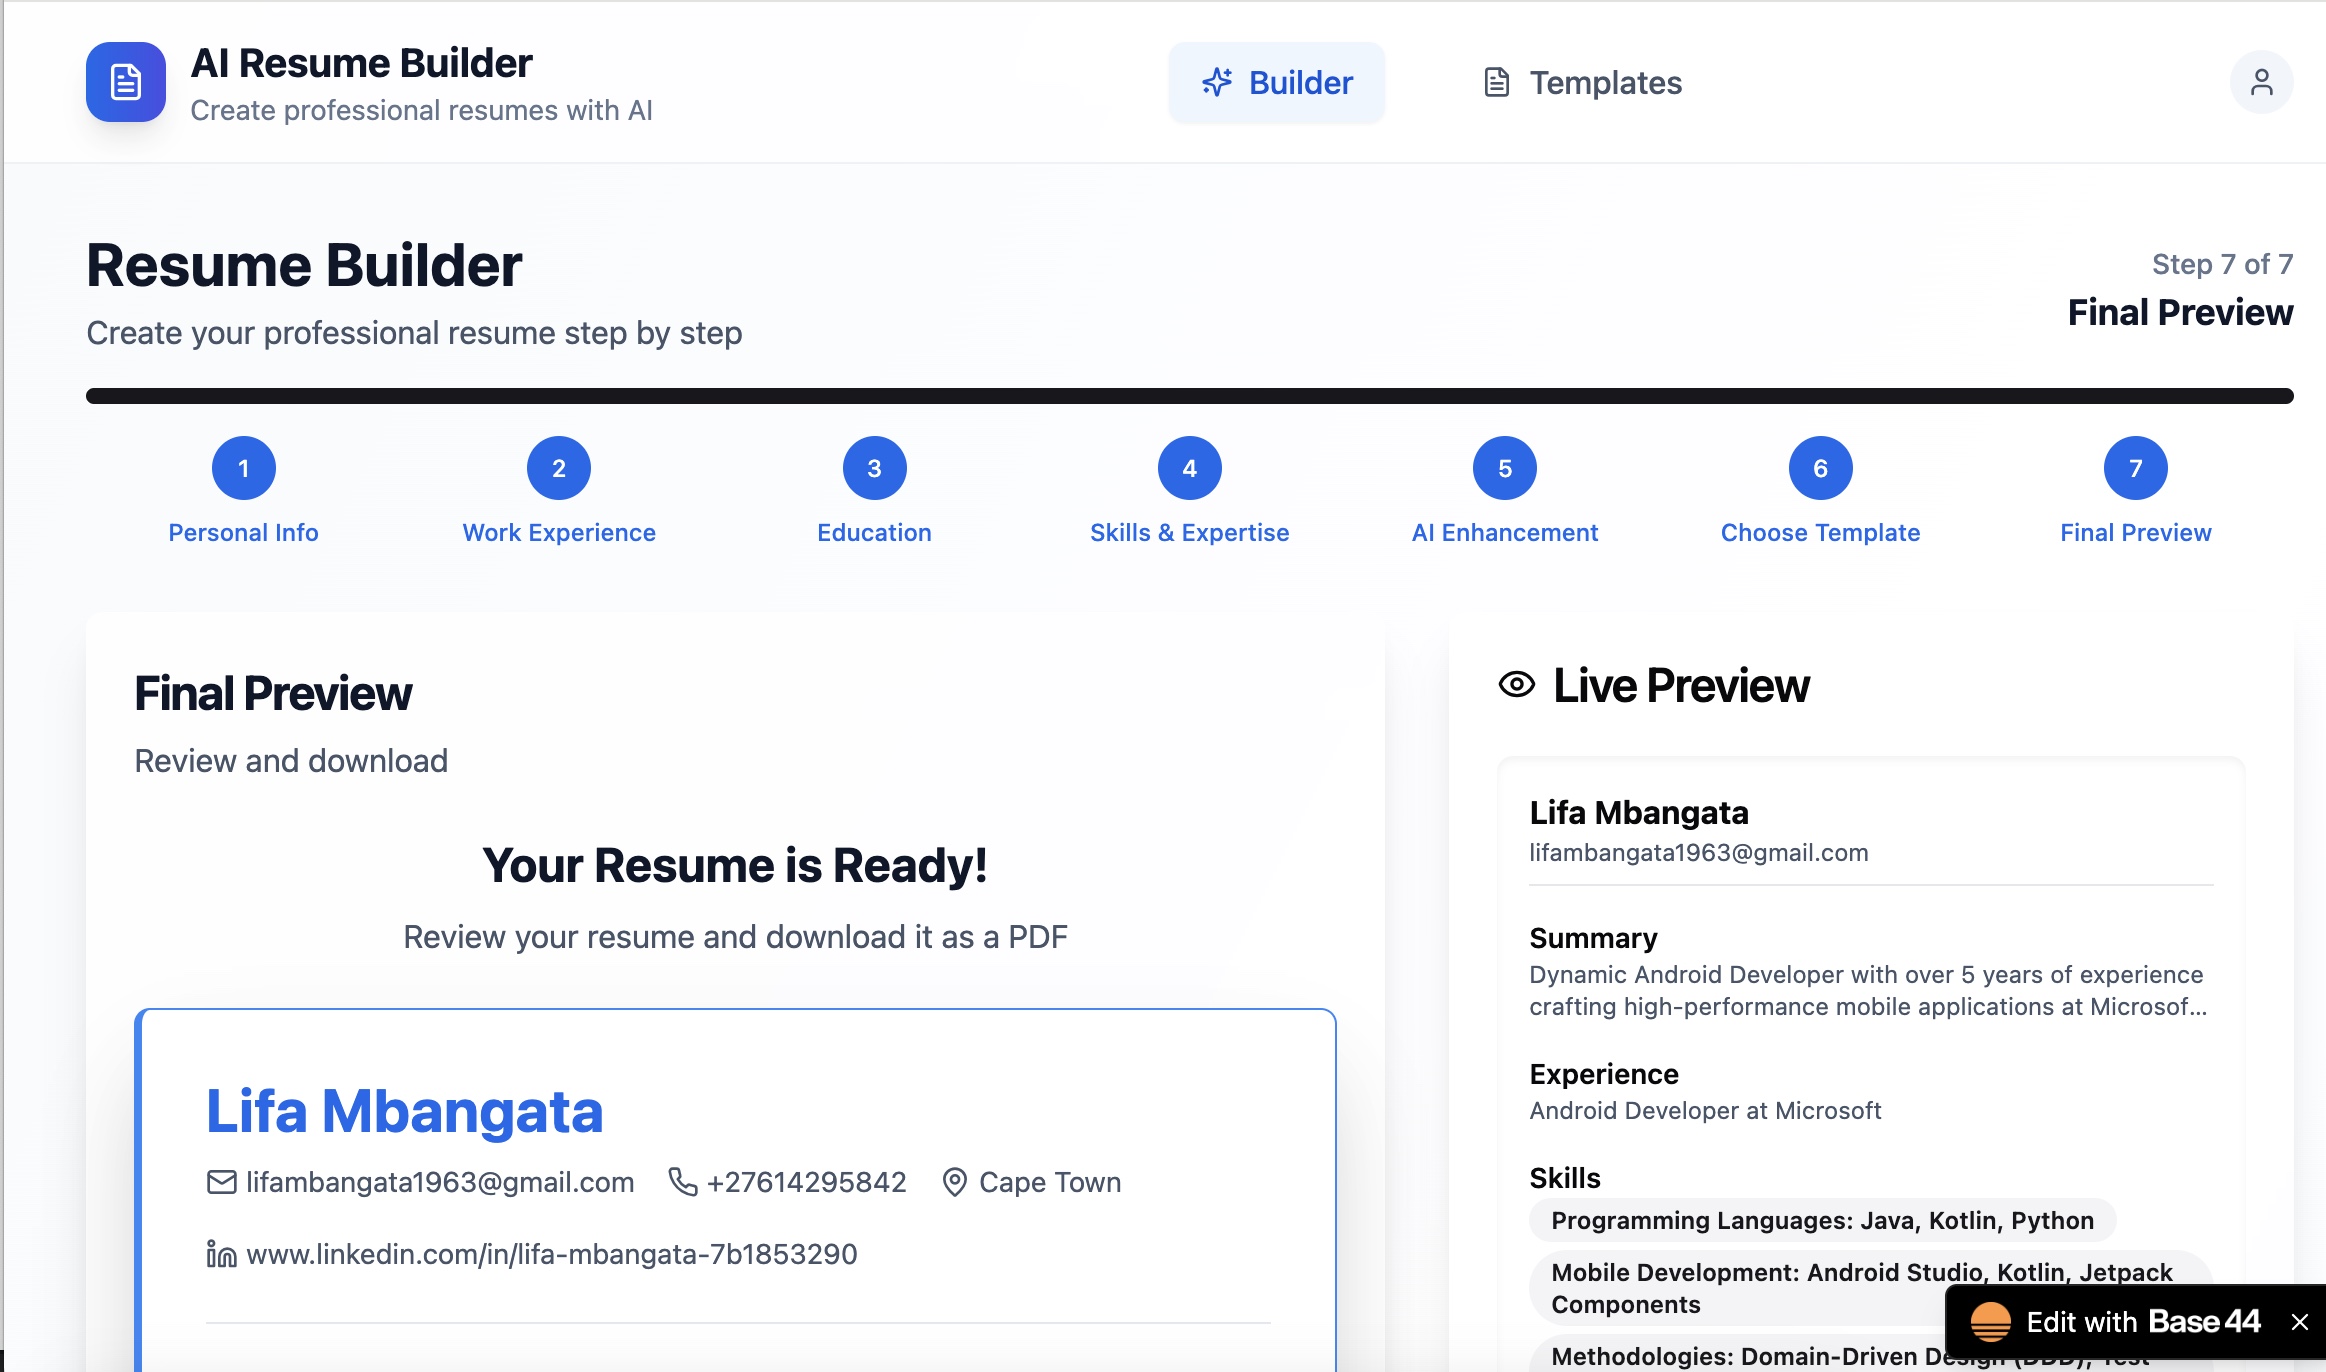 AI Resume Builder
Create professional resumes with AI
Builder
Templates
Resume Builder
Create your professional resume step by step
Step 7 of 7
Final Preview
1
2
3
4
5
6
7
Personal Info
Work Experience
Education
Skills & Expertise
AI Enhancement
Choose Template
Final Preview
Final Preview
Review and download
Your Resume is Ready!
Review your resume and download it as a PDF
Lifa Mbangata
lifambangata1963@gmail.com
+27614295842
Cape Town
www.linkedin.com/in/lifa-mbangata-7b1853290
Live Preview
Lifa Mbangata
lifambangata1963@gmail.com
Summary
Dynamic Android Developer with over 5 years of experience
crafting high-performance mobile applications at Microsof...
Experience
Android Developer at Microsoft
Skills
Programming Languages: Java, Kotlin, Python
Mobile Development: Android Studio, Kotlin, Jetpack
Components
Methodologies: Domain-Driven Design (DDD), Test
Edit with Base44